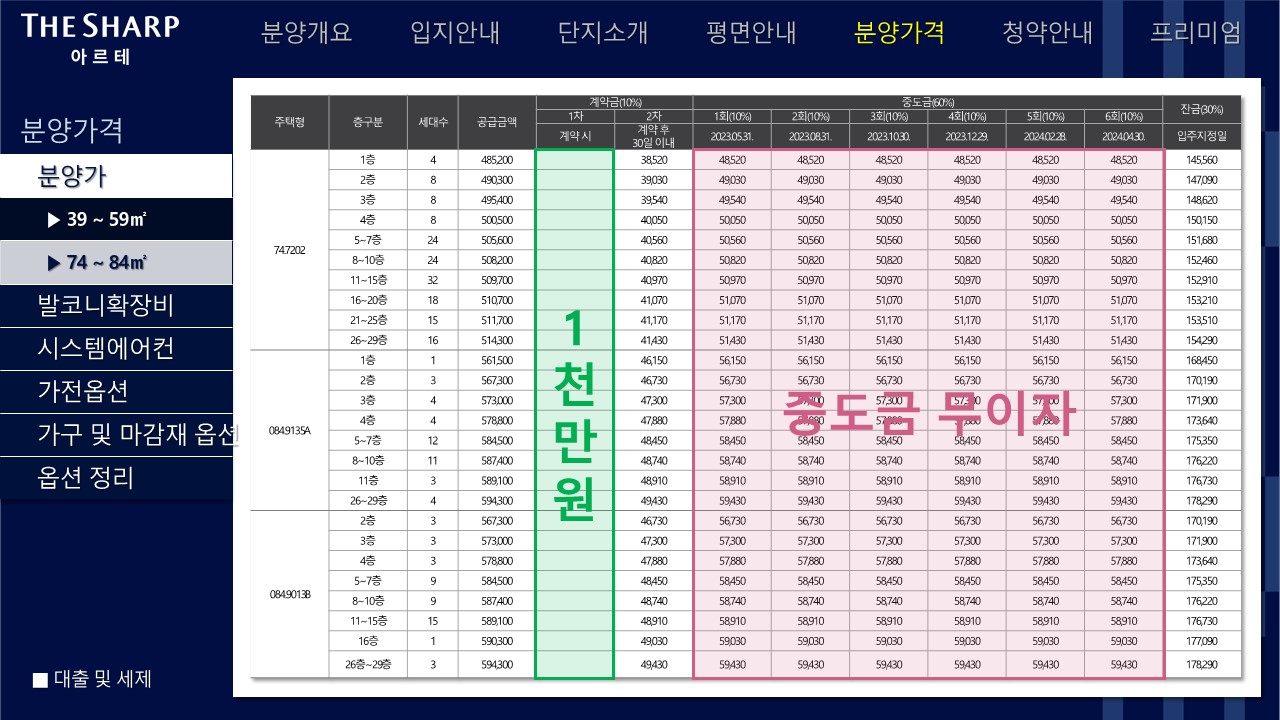 THE SHARP
아르테
분양개요 입지안내 단지소개 평면안내 분양가격 청약안내 프리미엄
분양가격
분양가
▶ 39 ~ 59㎡
▶ 74 ~ 84㎡
발코니확장비
시스템에어컨
가전옵션
가구 및 마감재 옵션
옵션 정리
■ 대출 및 세제
주택형 층구분 세대수 공급금액 계약금(10%) 중도금(60%) 잔금(30%)
1차 2차 1회(10%) 2회(10%) 3회(10%) 4회(10%) 5회(10%) 6회(10%)
계약 시 계약 후 30일 이내 2023.05.31. 2023.08.31. 2023.10.30. 2023.12.29. 2024.02.28. 2024.04.30. 입주지정일
74.7202
1층 4 485,200 38,520 48,520 48,520 48,520 48,520 48,520 48,520 145,560
2층 8 490,300 39,030 49,030 49,030 49,030 49,030 49,030 49,030 147,090
3층 8 495,400 39,540 49,540 49,540 49,540 49,540 49,540 49,540 148,620
4층 8 500,500 40,050 50,050 50,050 50,050 50,050 50,050 50,050 150,150
5~7층 24 505,600 40,560 50,560 50,560 50,560 50,560 50,560 50,560 151,680
8~10층 24 508,200 40,820 50,820 50,820 50,820 50,820 50,820 50,820 152,460
11~15층 32 509,700 40,970 50,970 50,970 50,970 50,970 50,970 50,970 152,910
16~20층 18 510,700 41,070 51,070 51,070 51,070 51,070 51,070 51,070 153,210
21~25층 15 511,700 41,170 51,170 51,170 51,170 51,170 51,170 51,170 153,510
26~29층 16 514,300 41,430 51,430 51,430 51,430 51,430 51,430 51,430 154,290
084.9135A
1층 1 561,500 46,150 56,150 56,150 56,150 56,150 56,150 56,150 168,450
2층 3 567,300 46,730 56,730 56,730 56,730 56,730 56,730 56,730 170,190
3층 4 573,000 47,300 57,300 57,300 57,300 57,300 57,300 57,300 171,900
4층 4 578,800 47,880 57,880 57,880 57,880 57,880 57,880 57,880 173,640
5~7층 12 584,500 48,450 58,450 58,450 58,450 58,450 58,450 58,450 175,350
8~10층 11 587,400 48,740 58,740 58,740 58,740 58,740 58,740 58,740 176,220
11층 3 589,100 48,910 58,910 58,910 58,910 58,910 58,910 58,910 176,730
26~29층 4 594,300 49,430 59,430 59,430 59,430 59,430 59,430 59,430 178,290
084.9013B
2층 3 567,300 46,730 56,730 56,730 56,730 56,730 56,730 56,730 170,190
3층 3 573,000 47,300 57,300 57,300 57,300 57,300 57,300 57,300 171,900
4층 3 578,800 47,880 57,880 57,880 57,880 57,880 57,880 57,880 173,640
5~7층 9 584,500 48,450 58,450 58,450 58,450 58,450 58,450 58,450 175,350
8~10층 9 587,400 48,740 58,740 58,740 58,740 58,740 58,740 58,740 176,220
11~15층 15 589,100 48,910 58,910 58,910 58,910 58,910 58,910 58,910 176,730
16층 1 590,300 49,030 59,030 59,030 59,030 59,030 59,030 59,030 177,090
26층~29층 3 594,300 49,430 59,430 59,430 59,430 59,430 59,430 59,430 178,290
1
천
만
원
중도금 무이자